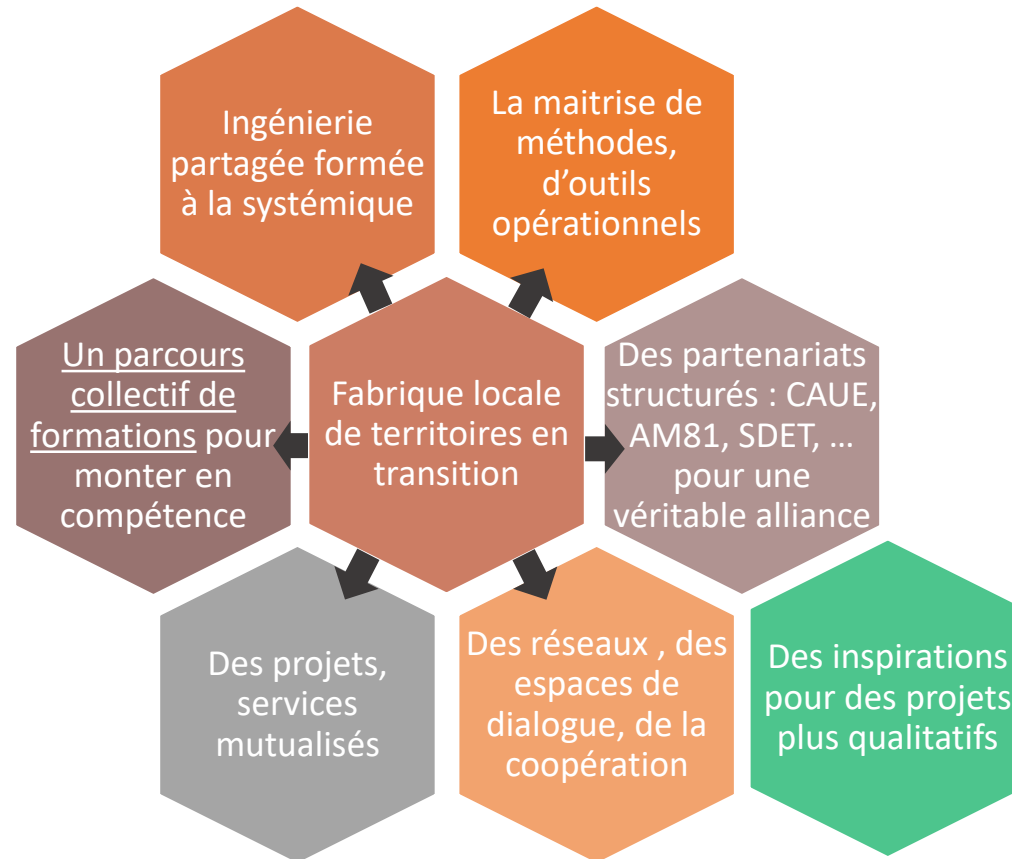 Ingénierie
partagée formée
à la systémique
La maitrise de
méthodes,
d'outils
opérationnels
Un parcours
collectif de
formations pour
monter en
compétence
Fabrique locale
de territoires en
transition
Des partenariats
structurés : CAUE,
AM81, SDET, ...
pour une
véritable alliance
Des projets,
services
mutualisés
Des réseaux , des
espaces de
dialogue, de la
coopération
Des inspirations
pour des projets
plus qualitatifs